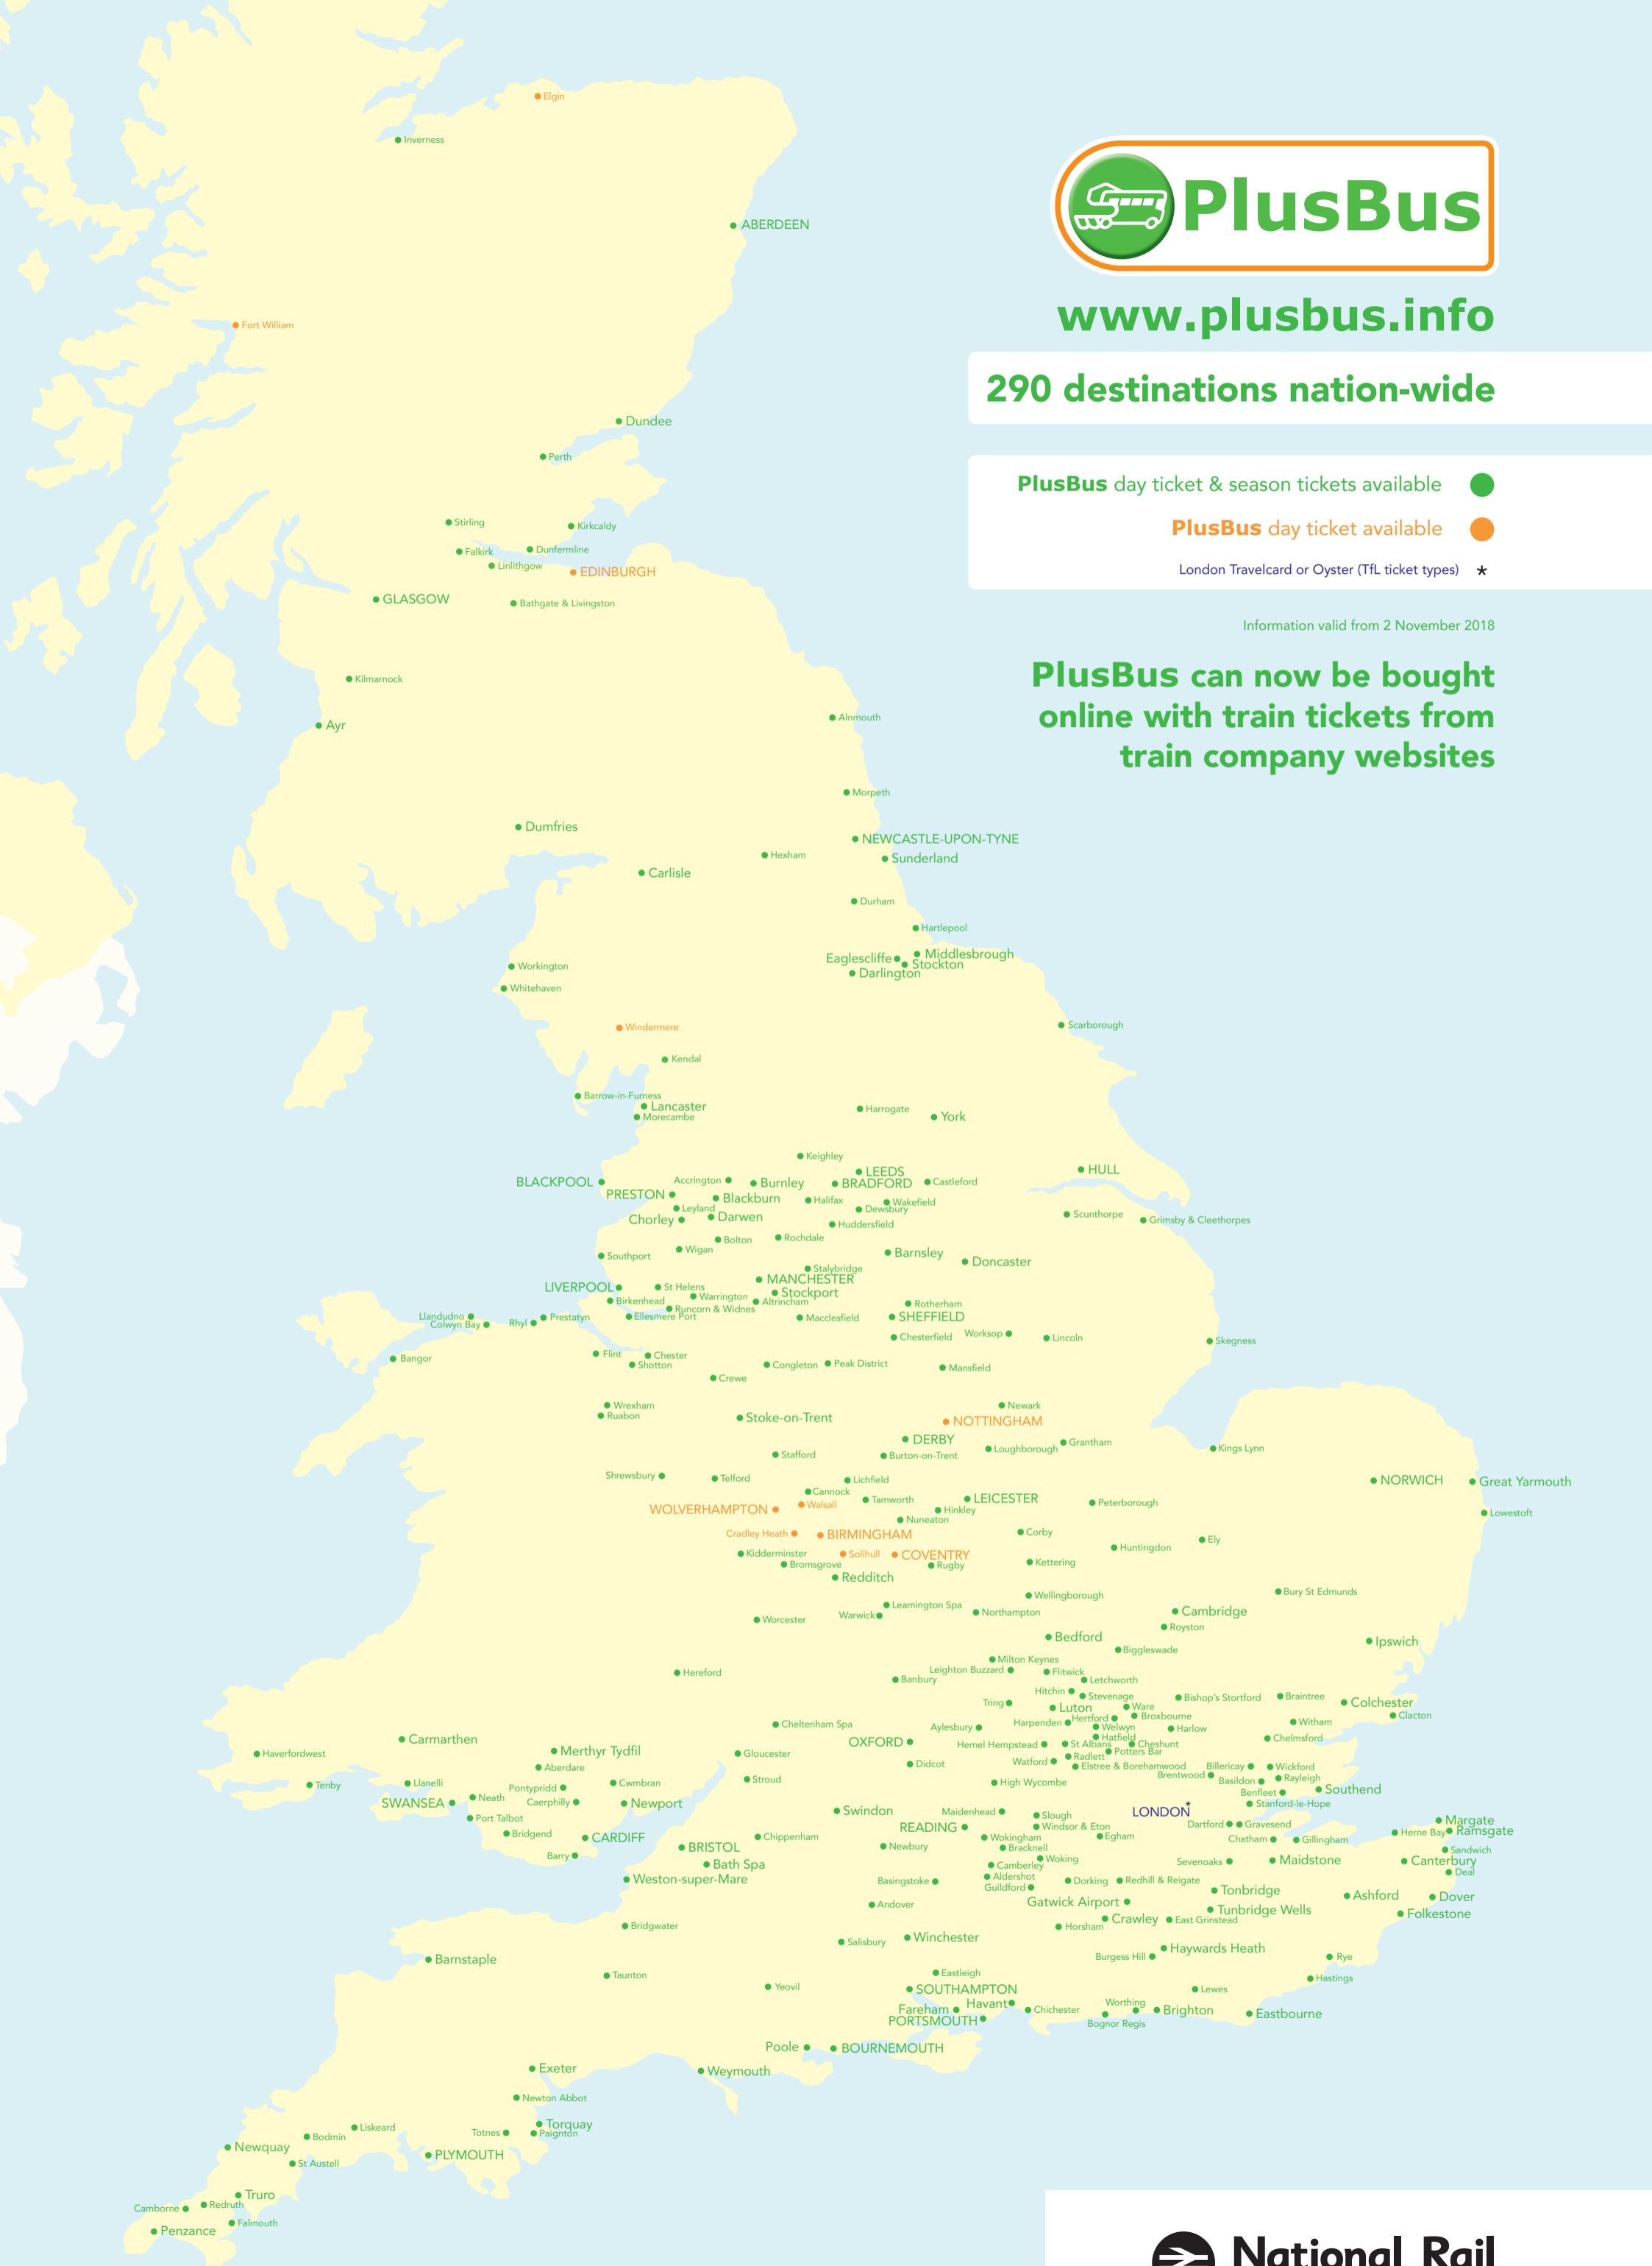 Elgin
Inverness
PlusBus
ABERDEEN
www.plusbus.info
Fort William
290 destinations nation-wide
Dundee
Perth
PlusBus day ticket & season tickets available
Stirling
Kirkcaldy
PlusBus day ticket available
Falkirk
Dunfermline
Linlithgow
EDINBURGH
London Travelcard or Oyster (TfL ticket types) *
GLASGOW
Bathgate & Livingston
Information valid from 2 November 2018
PlusBus can now be bought
online with train tickets from
train company websites
Kilmarnock
Alnmouth
Ayr
Morpeth
Dumfries
NEWCASTLE-UPON-TYNE
Hexham
Sunderland
Carlisle
Durham
Hartlepool
Middlesbrough
Eaglescliffe
Stockton
Darlington
Workington
Whitehaven
Scarborough
Windermere
Kendal
Barrow-in-Furness
Lancaster
Morecambe
Harrogate
York
Keighley
LEEDS
HULL
BLACKPOOL
Accrington
Burnley
BRADFORD
Castleford
PRESTON
Blackburn
Halifax
Wakefield
Leyland
Dewsbury
Chorley
Darwen
Huddersfield
Scunthorpe
Grimsby & Cleethorpes
Bolton
Rochdale
Wigan
Southport
Barnsley
Doncaster
Stalybridge
MANCHESTER
LIVERPOOL
St Helens
Stockport
Warrington
Birkenhead
Altrincham
Rotherham
Runcorn & Widnes
Ellesmere Port
Macclesfield
SHEFFIELD
Llandudno
Colwyn Bay
Rhyl
Prestatyn
Chesterfield
Worksop
Lincoln
Skegness
Bangor
Flint
Chester
Shotton
Congleton
Peak District
Mansfield
Crewe
Wrexham
Ruabon
Newark
Stoke-on-Trent
NOTTINGHAM
DERBY
Grantham
Loughborough
Kings Lynn
Stafford
Burton-on-Trent
Shrewsbury
Telford
Lichfield
NORWICH
Great Yarmouth
Cannock
Tamworth
LEICESTER
Peterborough
WOLVERHAMPTON
Walsall
Hinkley
Lowestoft
Nuneaton
Cradley Heath
BIRMINGHAM
Corby
Ely
Huntingdon
Kidderminster
Solihull
COVENTRY
Bromsgrove
Rugby
Kettering
Redditch
Wellingborough
Bury St Edmunds
Leamington Spa
Warwick
Northampton
Cambridge
Worcester
Royston
Bedford
Ipswich
Biggleswade
Milton Keynes
Leighton Buzzard
Flitwick
Hereford
Banbury
Letchworth
Hitchin
Stevenage
Bishop's Stortford
Braintree
Tring
Luton
Ware
Colchester
Clacton
Hertford
Broxbourne
Harpenden
Witham
Cheltenham Spa
Aylesbury
Welwyn
Harlow
Hatfield
Chelmsford
Carmarthen
OXFORD
Hemel Hempstead
St Albans
Cheshunt
Merthyr Tydfil
Potters Bar
Haverfordwest
Gloucester
Radlett
Aberdare
Didcot
Watford
Elstree & Borehamwood
Billericay
Wickford
Brentwood
Tenby
Llanelli
Cwmbran
Stroud
High Wycombe
Basildon
Rayleigh
Pontypridd
Benfleet
Southend
Neath
SWANSEA
Caerphilly
Newport
Stanford-le-Hope
Swindon
Maidenhead
Slough
LONDON*
Port Talbot
READING
Windsor & Eton
Dartford
Gravesend
Margate
Bridgend
CARDIFF
Chippenham
Wokingham
Egham
Herne Bay
Ramsgate
Chatham
Gillingham
BRISTOL
Newbury
Bracknell
Sandwich
Barry
Bath Spa
Woking
Sevenoaks
Maidstone
Canterbury
Camberley
Deal
Weston-super-Mare
Basingstoke
Aldershot
Dorking
Redhill & Reigate
Guildford
Tonbridge
Ashford
Dover
Andover
Gatwick Airport
Tunbridge Wells
Folkestone
Bridgwater
Horsham
Crawley
East Grinstead
Salisbury
Winchester
Haywards Heath
Barnstaple
Burgess Hill
Rye
Taunton
Eastleigh
Hastings
Yeovil
SOUTHAMPTON
Lewes
Fareham
Havant
Chichester
Worthing
Brighton
Eastbourne
PORTSMOUTH
Bognor Regis
Poole
BOURNEMOUTH
Exeter
Weymouth
Newton Abbot
Torquay
Liskeard
Totnes
Paignton
Bodmin
Newquay
PLYMOUTH
St Austell
Truro
Camborne
Redruth
Falmouth
Penzance
National Rail